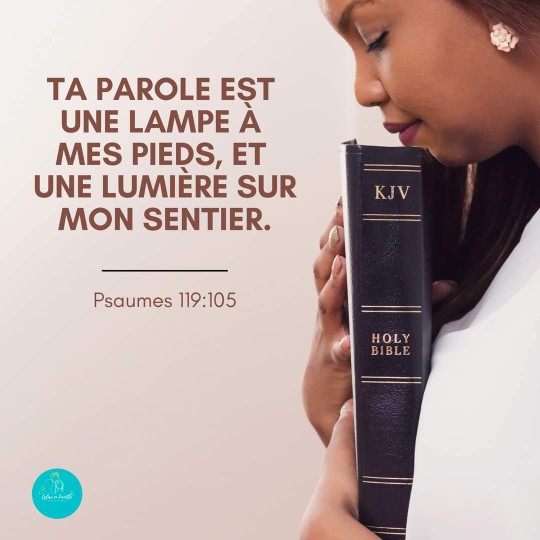 TA PAROLE EST
UNE LAMPE À
MES PIEDS, ET
UNE LUMIÈRE SUR
MON SENTIER.
Psaumes 119:105
KJV
HOLY
BIBLE